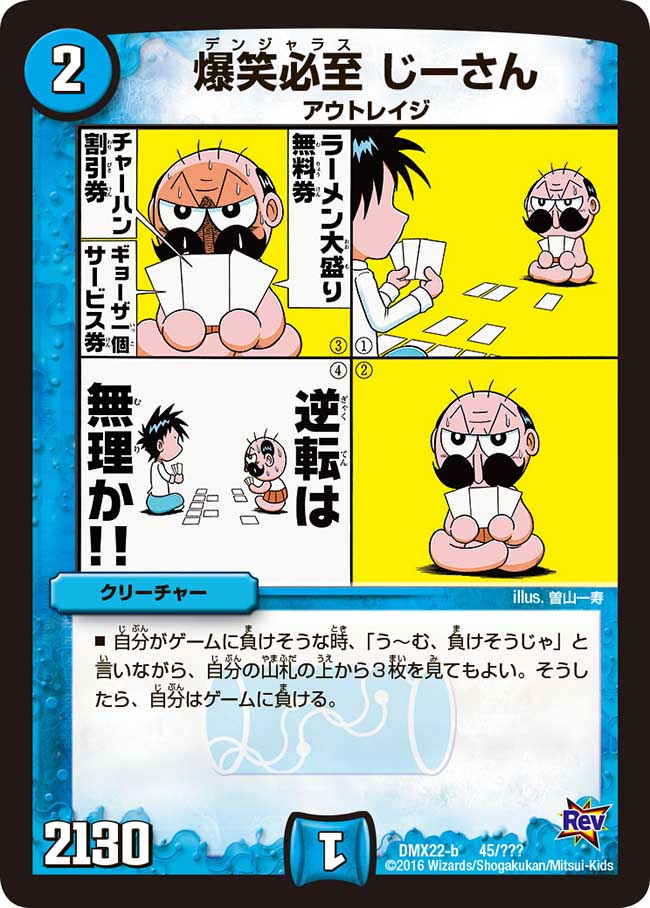 2
デンジャラス
爆笑必至 じーさん
アウトレイジ
①
ラーメン大盛り
無料券
チャーハン
割引券
ギョーザ一個
サービス券
③
②
④
逆転は
無理か!!
クリーチャー
illus. 曽山一寿
■ 自分がゲームに負けそうな時、「う～む、負けそうじゃ」と
言いながら、自分の山札の上から3枚を見てもよい。そうし
たら、自分はゲームに負ける。
2130
1
Rev
DMX22-b 45/???
©2016 Wizards/Shogakukan/Mitsui-Kids